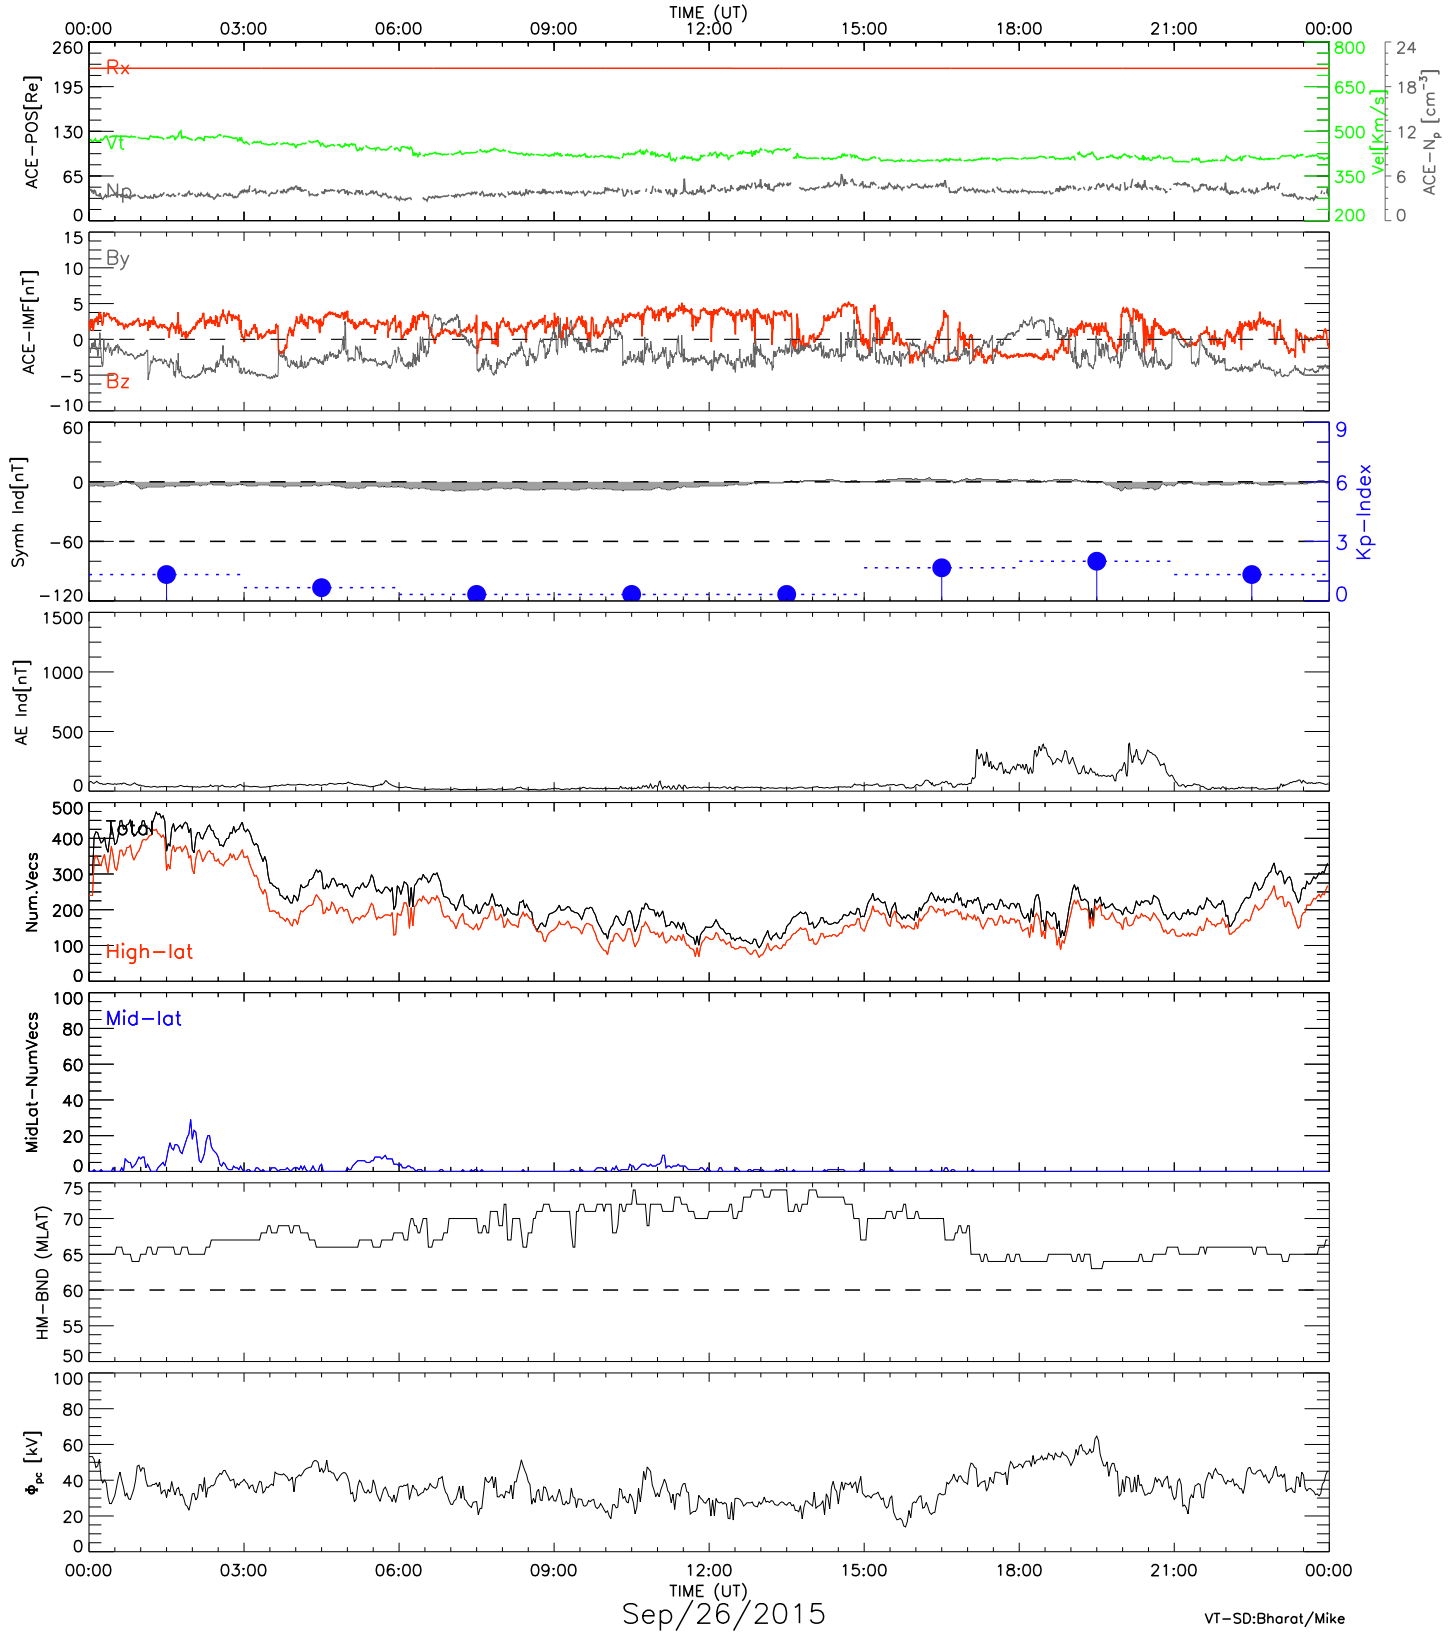 TIME (UT)
00:00 03:00 06:00 09:00 12:00 15:00 18:00 21:00 00:00
ACE-POS[Re]
260
195
130
65
0
Rx
Vt
Np
800
650
500
350
200
Vel[Km/s]
24
18
12
6
0
ACE-Np [cm-3]
ACE-IMF[nT]
15
10
5
0
-5
-10
By
Bz
Symh Ind[nT]
60
0
-60
-120
9
6
3
0
Kp-Index
AE Ind[nT]
1500
1000
500
0
Num.Vecs
500
400
300
200
100
0
Total
High-lat
MidLat-NumVecs
100
80
60
40
20
0
Mid-lat
HM-BND (MLAT)
75
70
65
60
55
50
Φpc [kV]
100
80
60
40
20
0
00:00 03:00 06:00 09:00 12:00 15:00 18:00 21:00 00:00
TIME (UT)
Sep/26/2015
VT-SD:Bharat/Mike